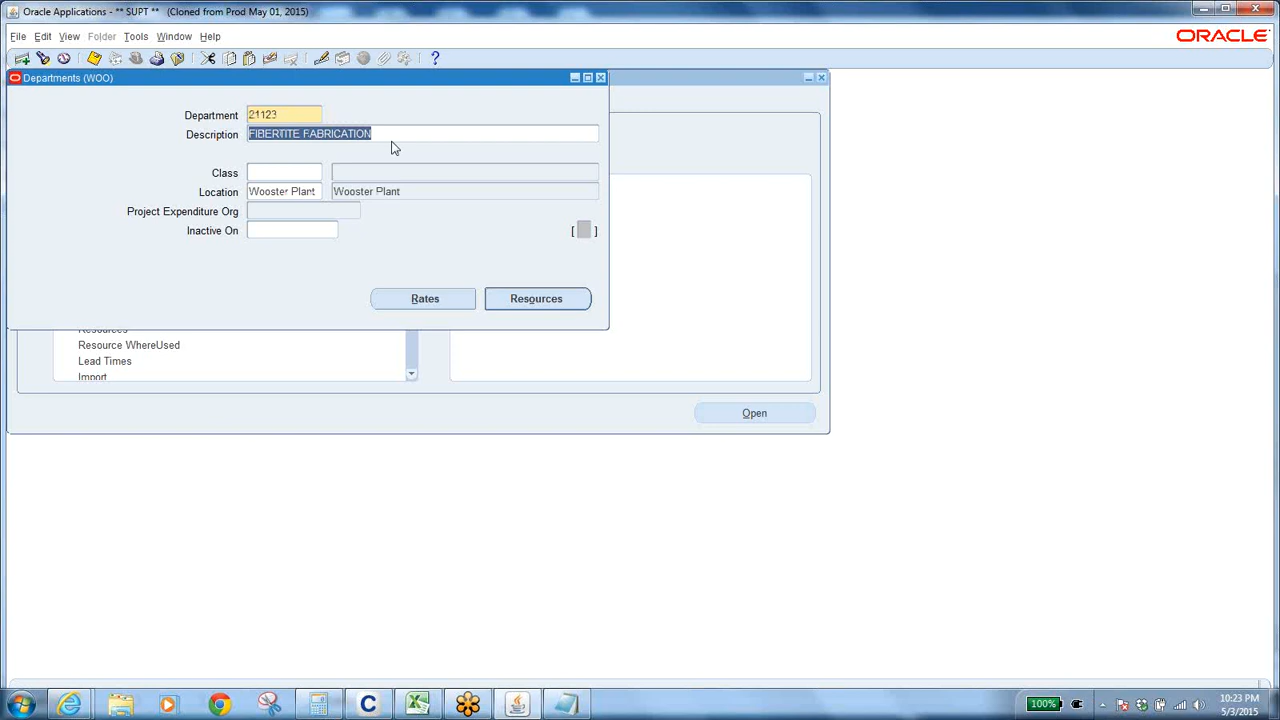 Oracle Applications - ** SUPT ** (Cloned from Prod May 01, 2015)
File Edit View Folder Tools Window Help
ORACLE
Departments (WOO)
Department 21123
Description FIBERTITE FABRICATION
Class
Location Wooster Plant Wooster Plant
Project Expenditure Org
Inactive On [ ]
Rates Resources
Resources
Resource WhereUsed
Lead Times
Import
Open
100% 10:23 PM
5/3/2015